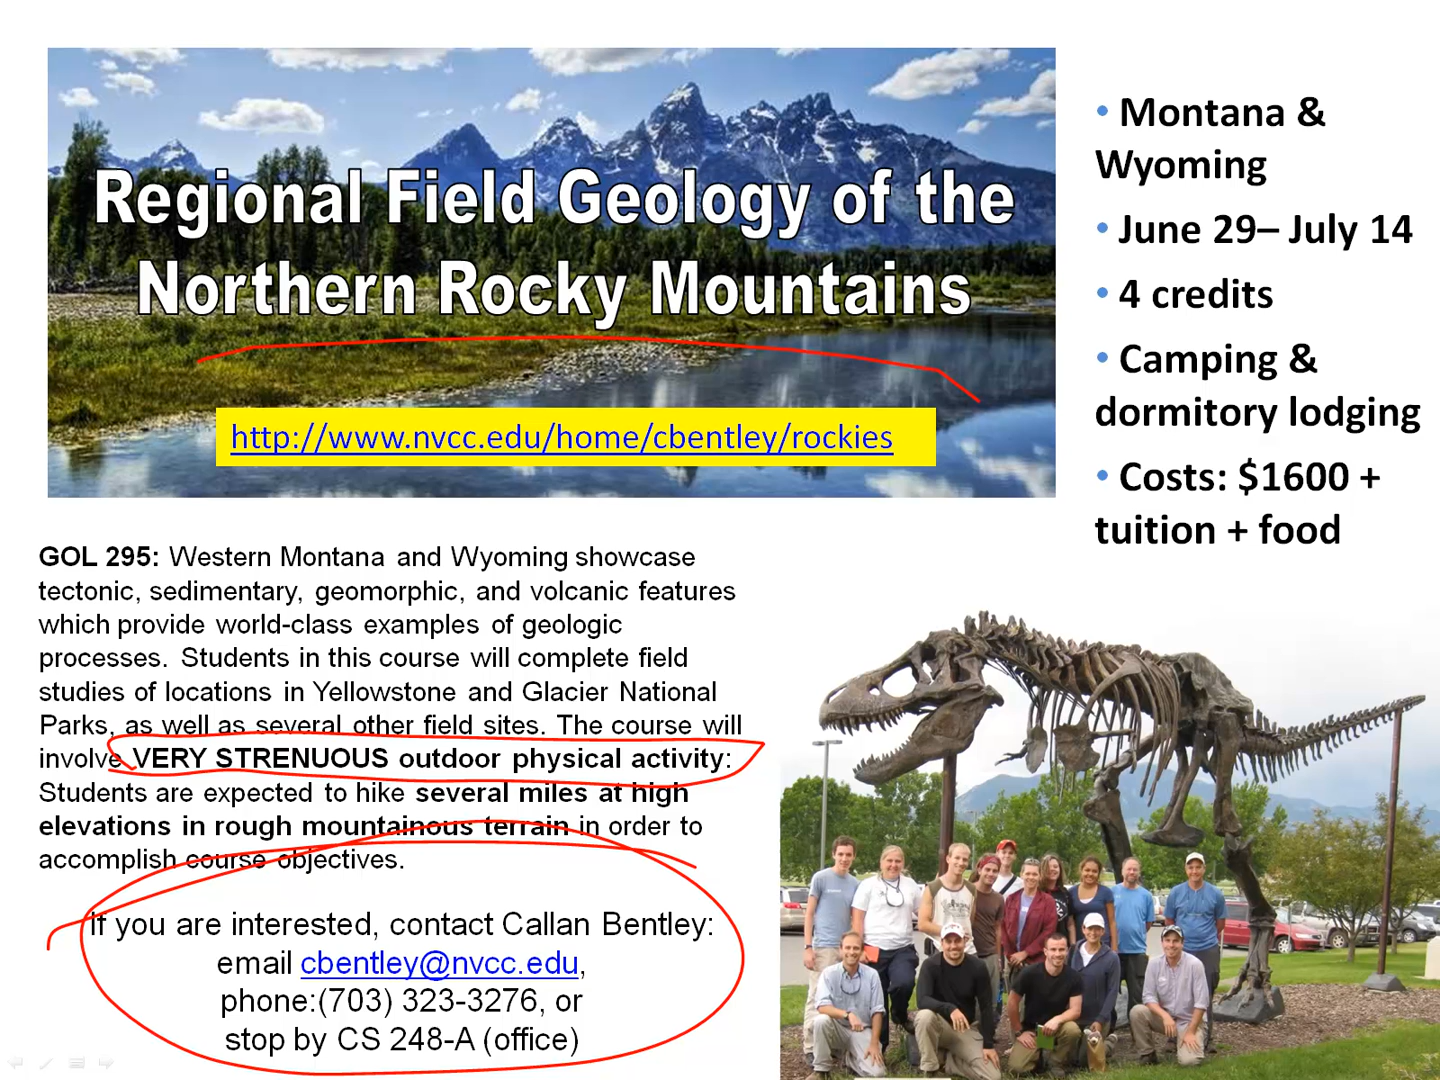 Regional Field Geology of the
Northern Rocky Mountains
http://www.nvcc.edu/home/cbentley/rockies
• Montana &
Wyoming
• June 29– July 14
• 4 credits
• Camping &
dormitory lodging
• Costs: $1600 +
tuition + food
GOL 295: Western Montana and Wyoming showcase
tectonic, sedimentary, geomorphic, and volcanic features
which provide world-class examples of geologic
processes. Students in this course will complete field
studies of locations in Yellowstone and Glacier National
Parks, as well as several other field sites. The course will
involve VERY STRENUOUS outdoor physical activity:
Students are expected to hike several miles at high
elevations in rough mountainous terrain in order to
accomplish course objectives.
If you are interested, contact Callan Bentley:
email cbentley@nvcc.edu,
phone:(703) 323-3276, or
stop by CS 248-A (office)